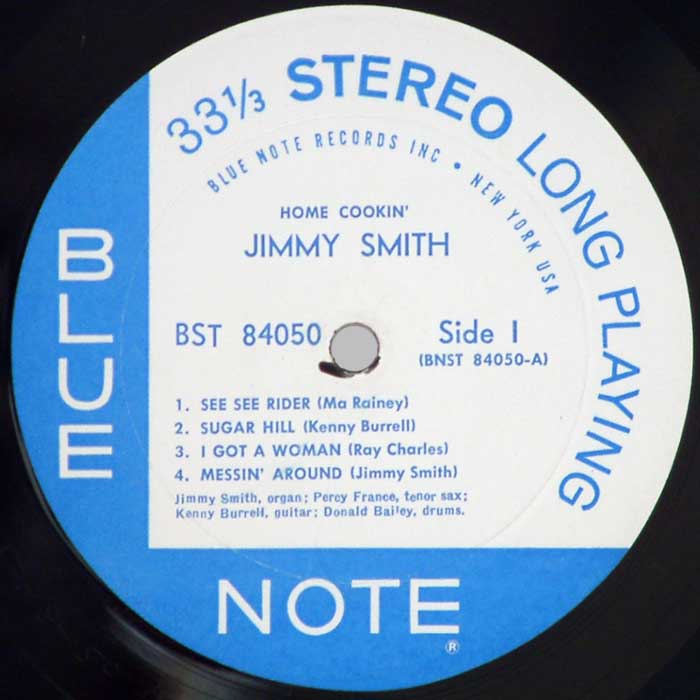 33 1/3 STEREO LONG PLAYING
BLUE NOTE RECORDS INC • NEW YORK USA
HOME COOKIN'
JIMMY SMITH
BST 84050
Side 1
(BNST 84050-A)
1. SEE SEE RIDER (Ma Rainey)
2. SUGAR HILL (Kenny Burrell)
3. I GOT A WOMAN (Ray Charles)
4. MESSIN' AROUND (Jimmy Smith)
Jimmy Smith, organ; Percy France, tenor sax;
Kenny Burrell, guitar; Donald Bailey, drums.
BLUE
NOTE®